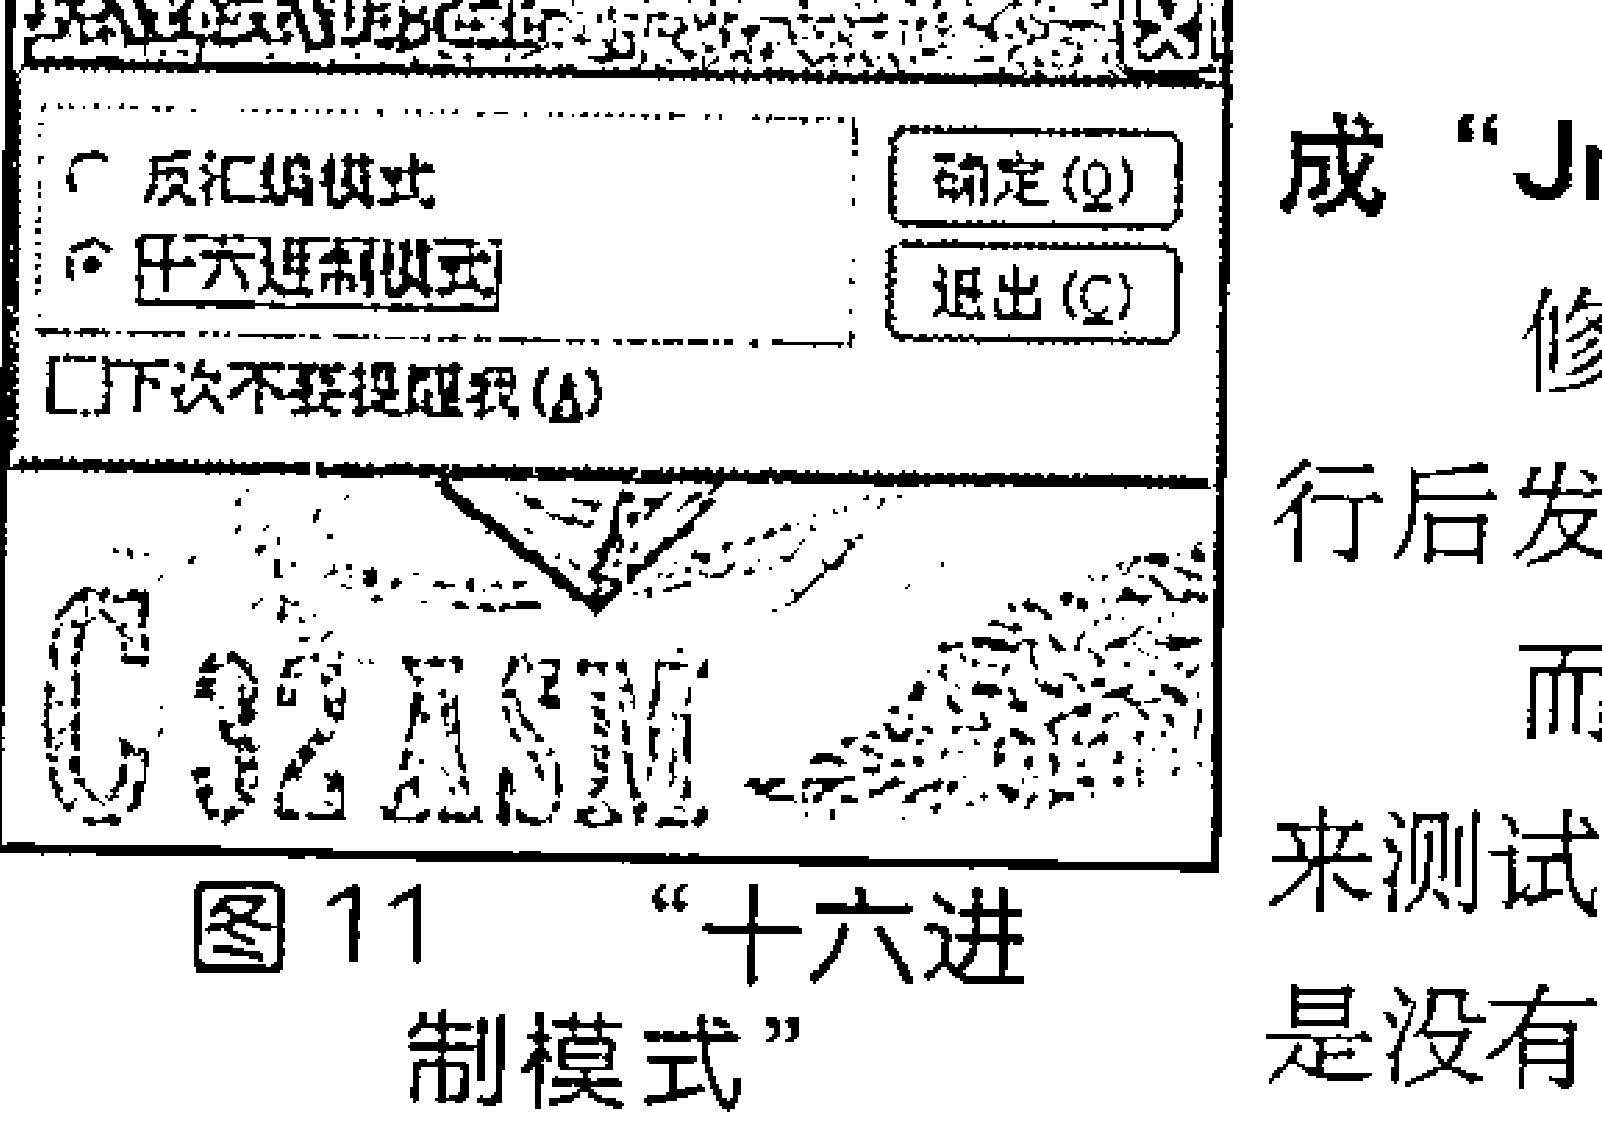 反汇编模式
十六进制模式
确定(O)
退出(C)
下次不要提醒我(A)
C32ASM
图11 “十六进
制模式”
成“J
修
行后发
而
来测试
是没有